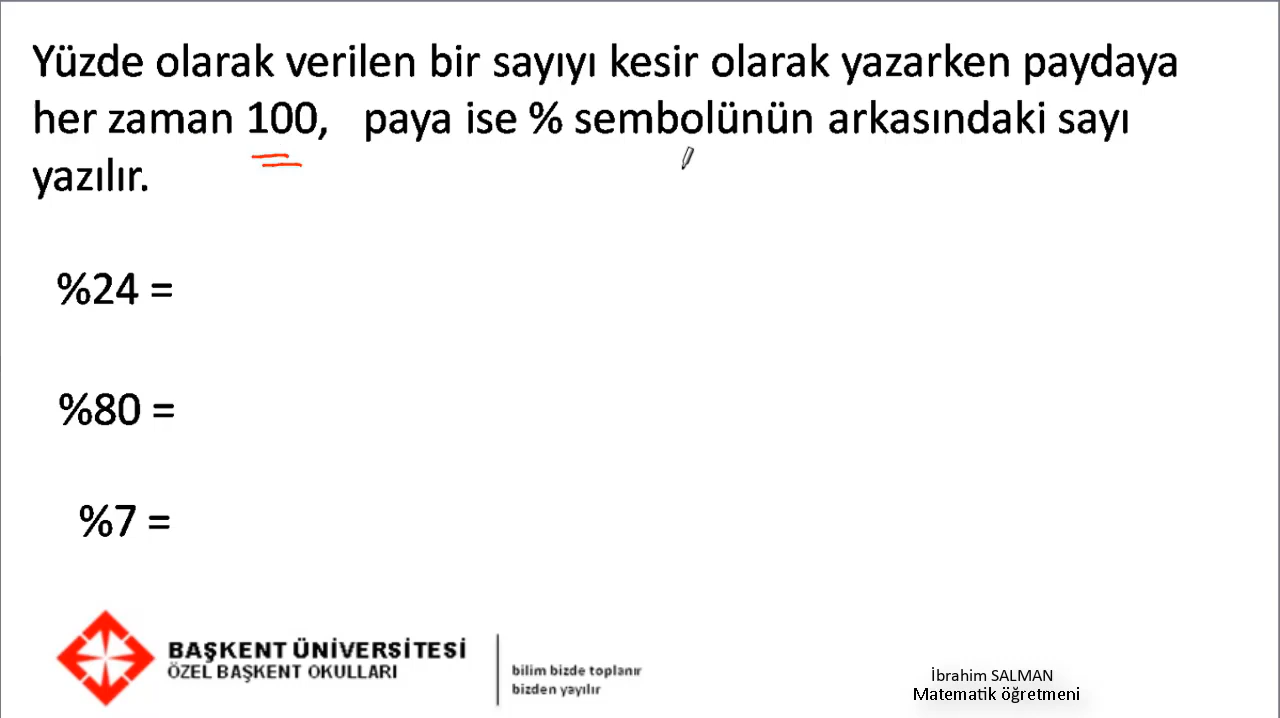 Yüzde olarak verilen bir sayıyı kesir olarak yazarken paydaya
her zaman 100, paya ise % sembolünün arkasındaki sayı
yazılır.
%24 =
%80 =
%7 =
BAŞKENT ÜNİVERSİTESİ
ÖZEL BAŞKENT OKULLARI
bilim bizde toplanır
bizden yayılır
İbrahim SALMAN
Matematik öğretmeni